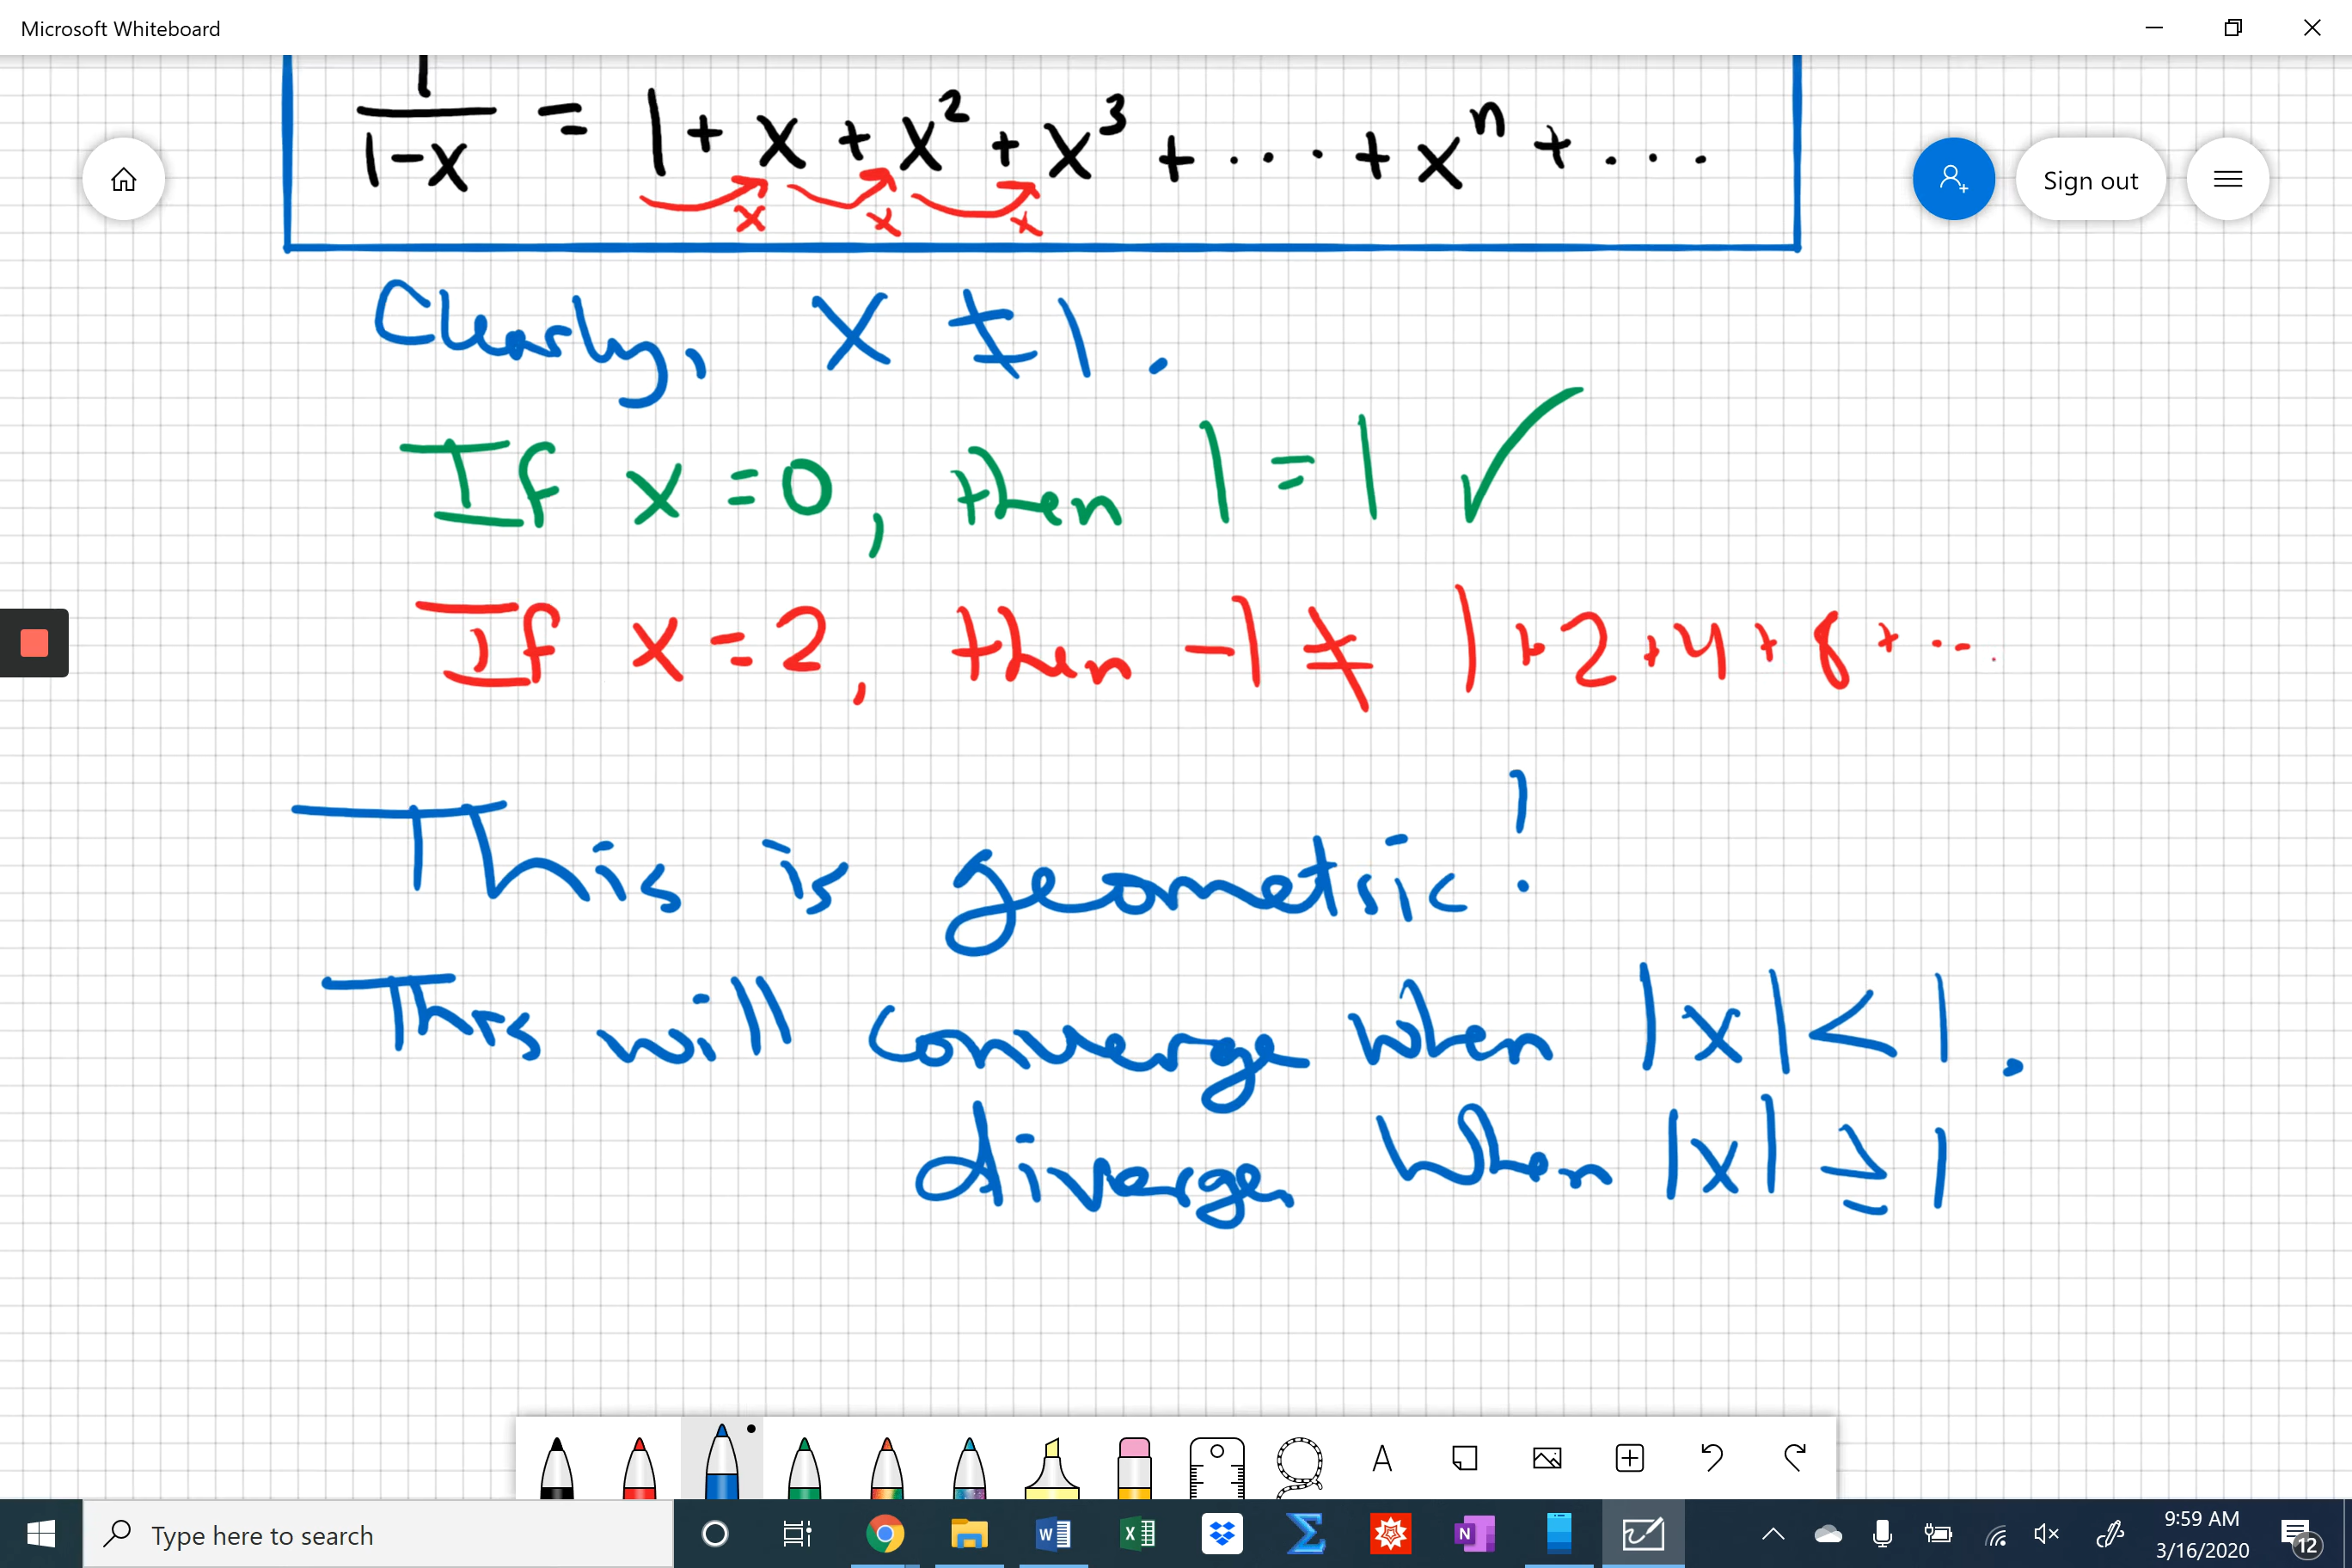 Microsoft Whiteboard
1/(1-x) = 1 + x + x² + x³ + ... + xⁿ + ...
x x x
Sign out
Clearly, x ≠ 1.
If x = 0, then 1 = 1 ✓
If x = 2, then -1 ≠ 1 + 2 + 4 + 8 + ...
This is geometric!
This will converge when |x| < 1.
diverge when |x| ≥ 1
A
Type here to search
W
X
Σ
N
9:59 AM
3/16/2020
12